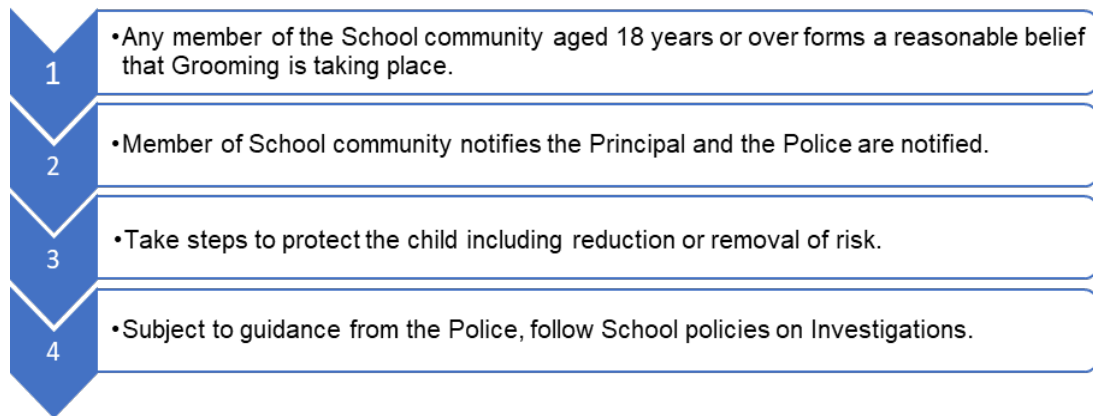 1
•Any member of the School community aged 18 years or over forms a reasonable belief
that Grooming is taking place.
2
•Member of School community notifies the Principal and the Police are notified.
3
•Take steps to protect the child including reduction or removal of risk.
4
•Subject to guidance from the Police, follow School policies on Investigations.